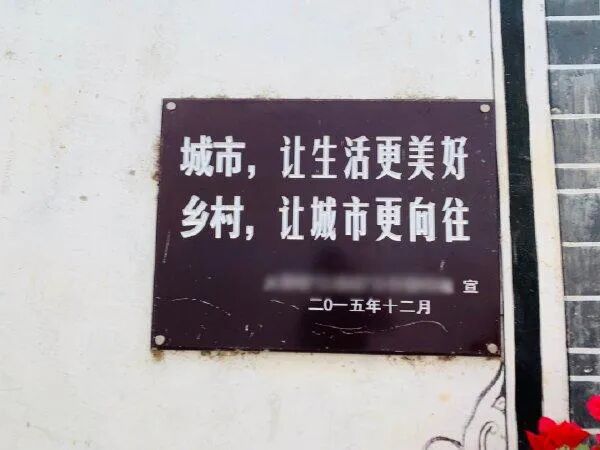 城市，让生活更美好
乡村，让城市更向往
宣
二0一五年十二月